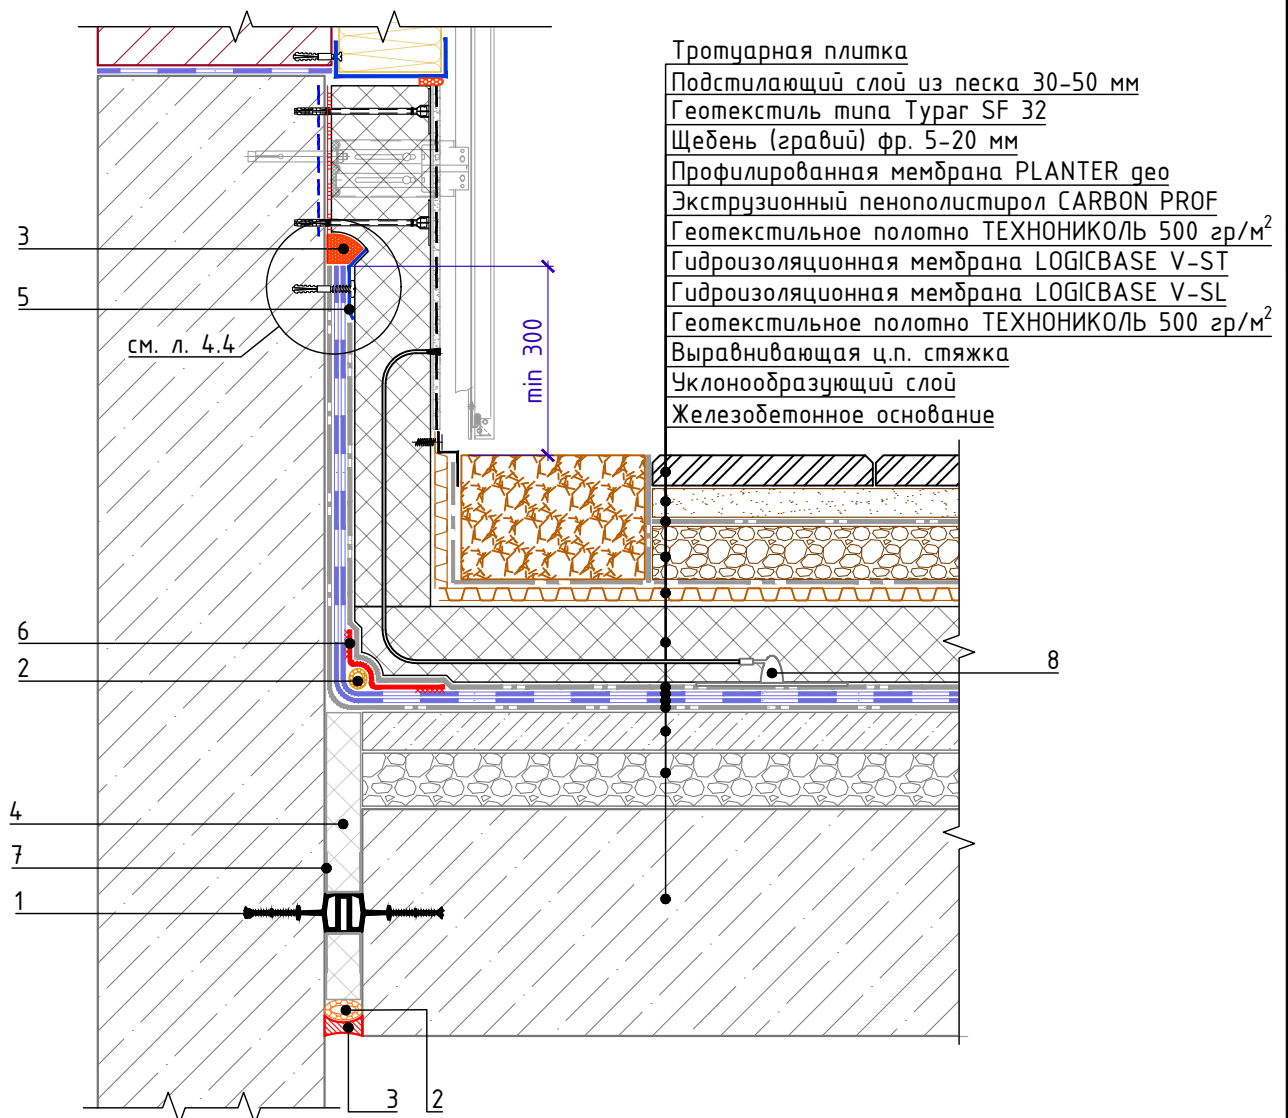 Тротуарная плитка
Подстилающий слой из песка 30-50 мм
Геотекстиль типа Typar SF 32
Щебень (гравий) фр. 5-20 мм
Профилированная мембрана PLANTER geo
Экструзионный пенополистирол CARBON PROF
Геотекстильное полотно ТЕХНОНИКОЛЬ 500 гр/м²
Гидроизоляционная мембрана LOGICBASE V-ST
Гидроизоляционная мембрана LOGICBASE V-SL
Геотекстильное полотно ТЕХНОНИКОЛЬ 500 гр/м²
Выравнивающая ц.п. стяжка
Уклонообразующий слой
Железобетонное основание
3
5
см. л. 4.4
min 300
6
2
8
4
7
1
3
2